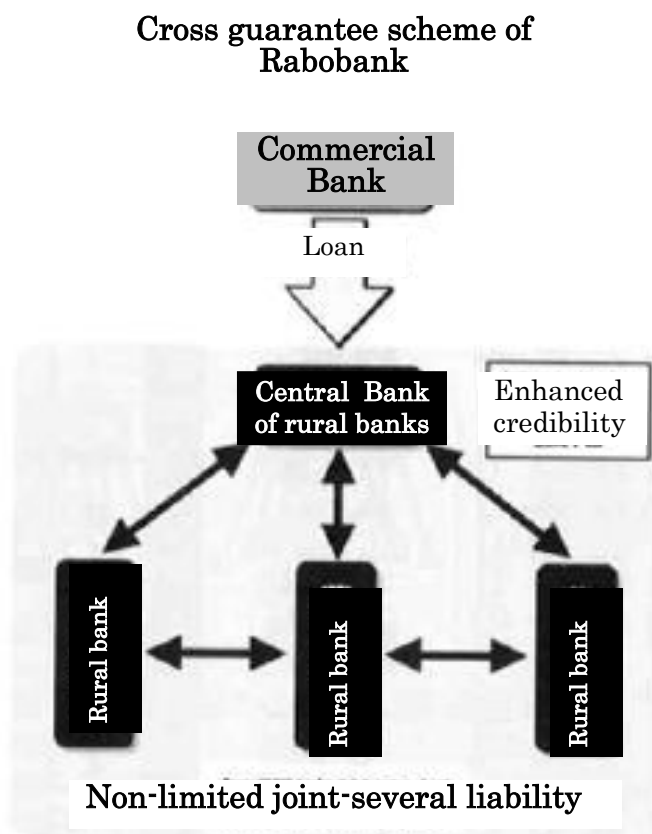 Cross guarantee scheme of
Rabobank
Commercial
Bank
Loan
Central Bank
of rural banks
Enhanced
credibility
Rural bank
Rural bank
Rural bank
Non-limited joint-several liability